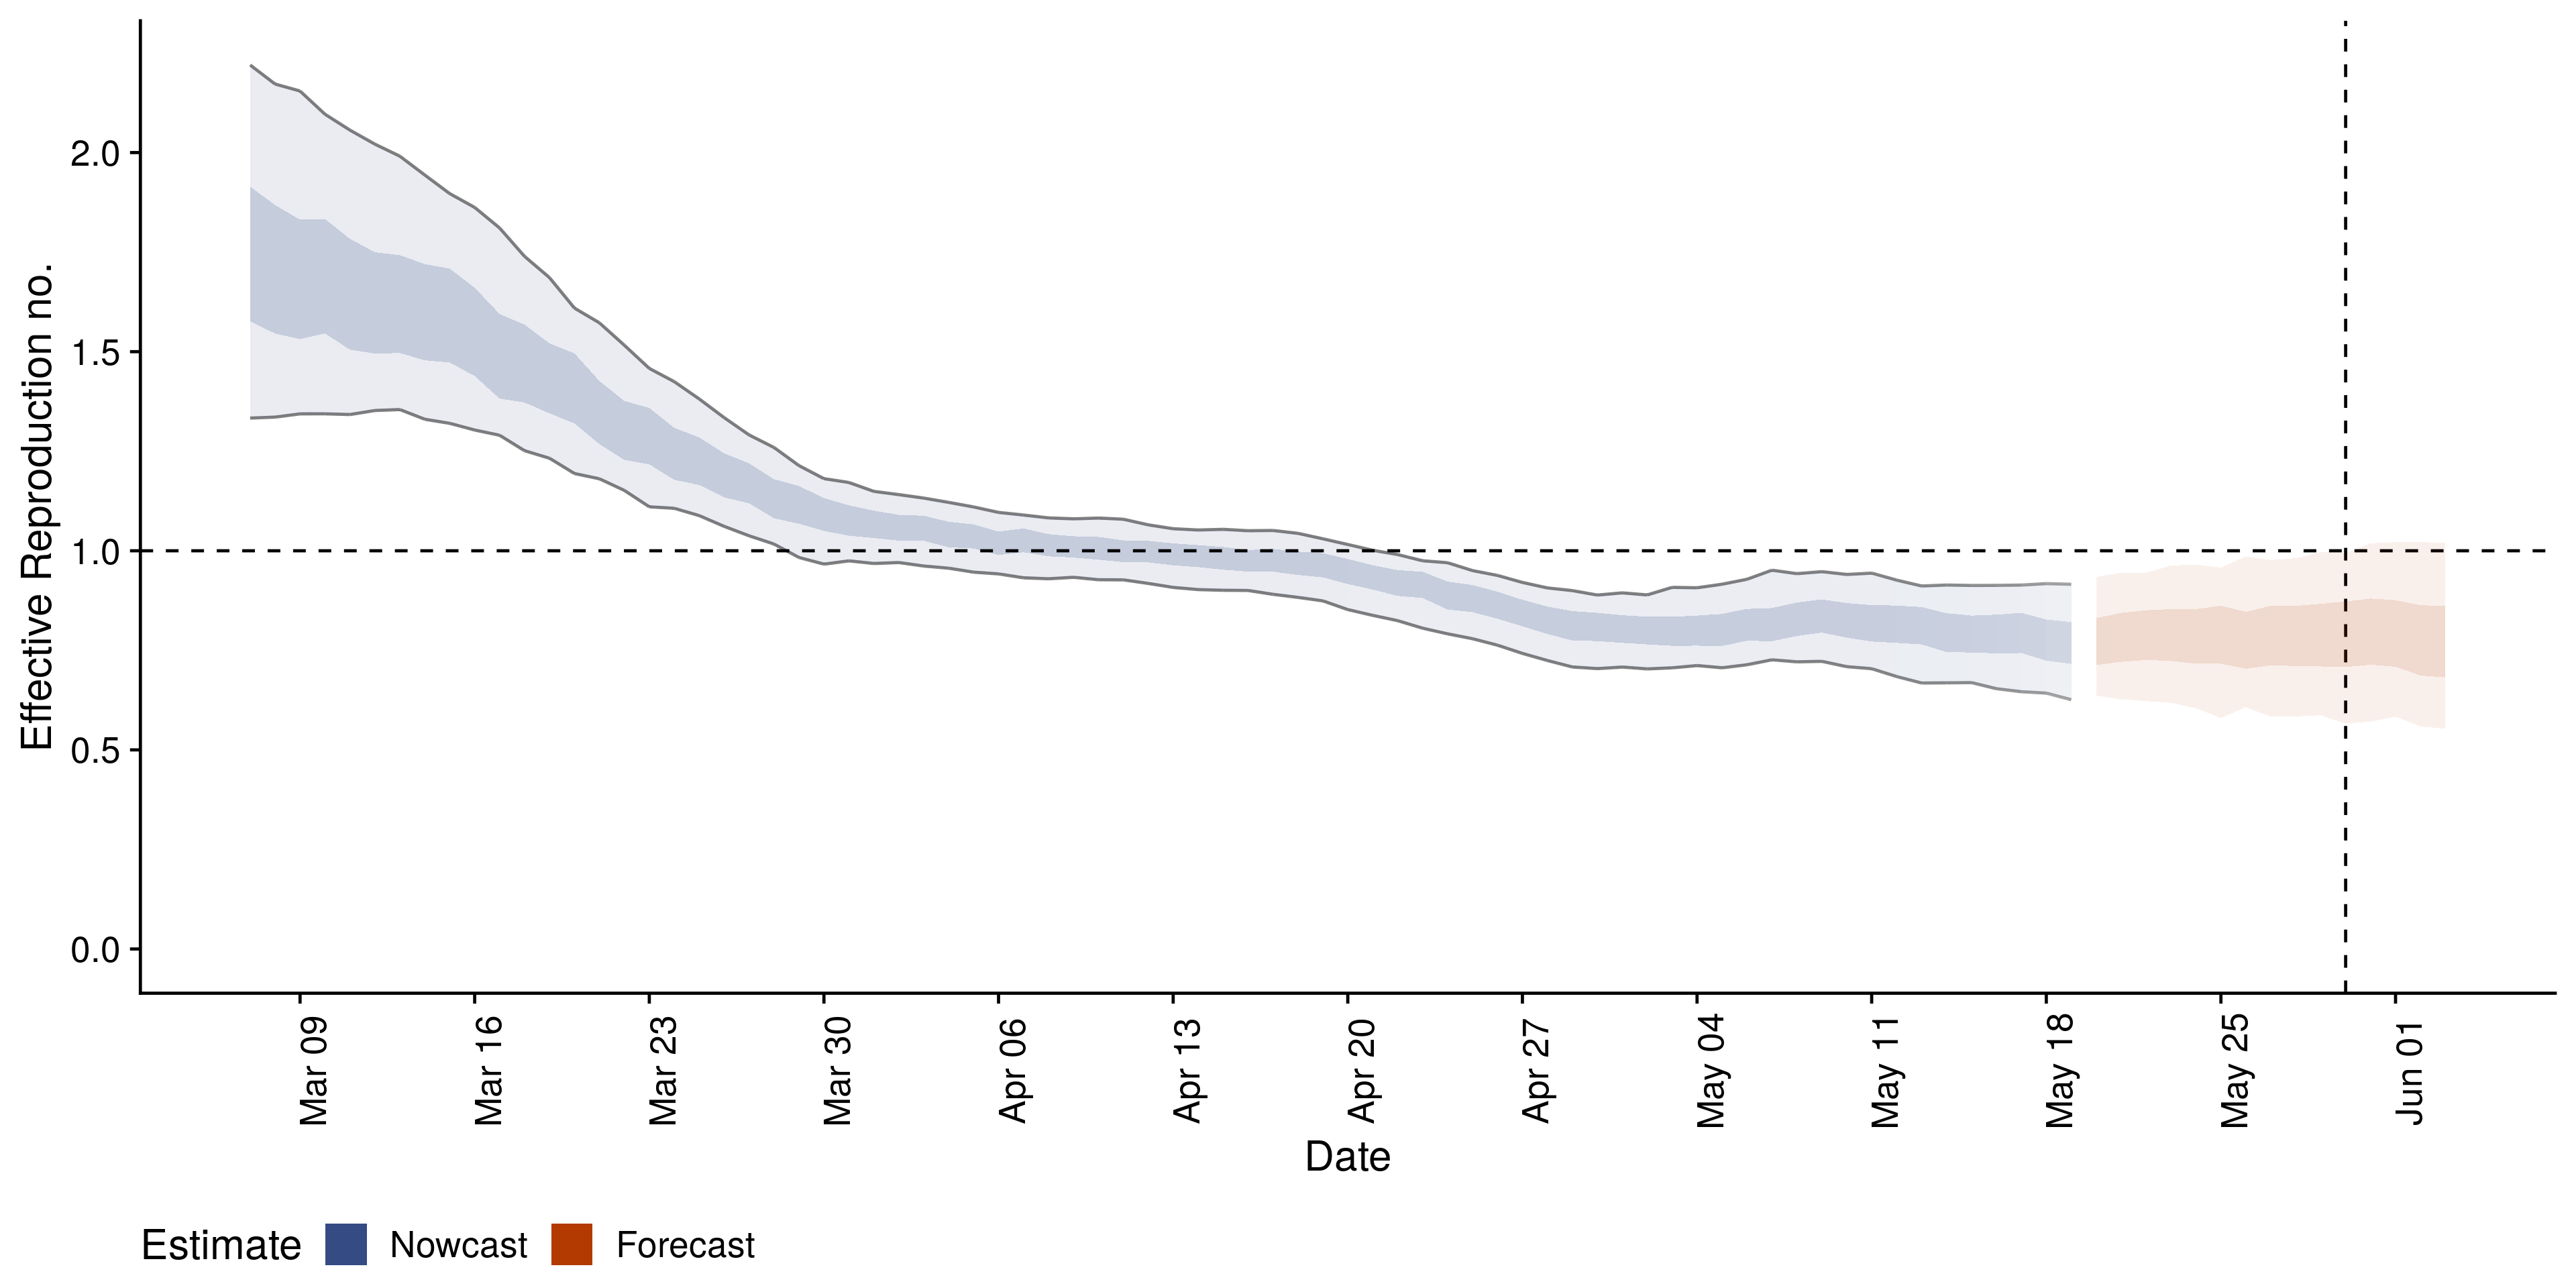 Effective Reproduction no.
2.0
1.5
1.0
0.5
0.0
Mar 09
Mar 16
Mar 23
Mar 30
Apr 06
Apr 13
Apr 20
Apr 27
May 04
May 11
May 18
May 25
Jun 01
Date
Estimate Nowcast Forecast